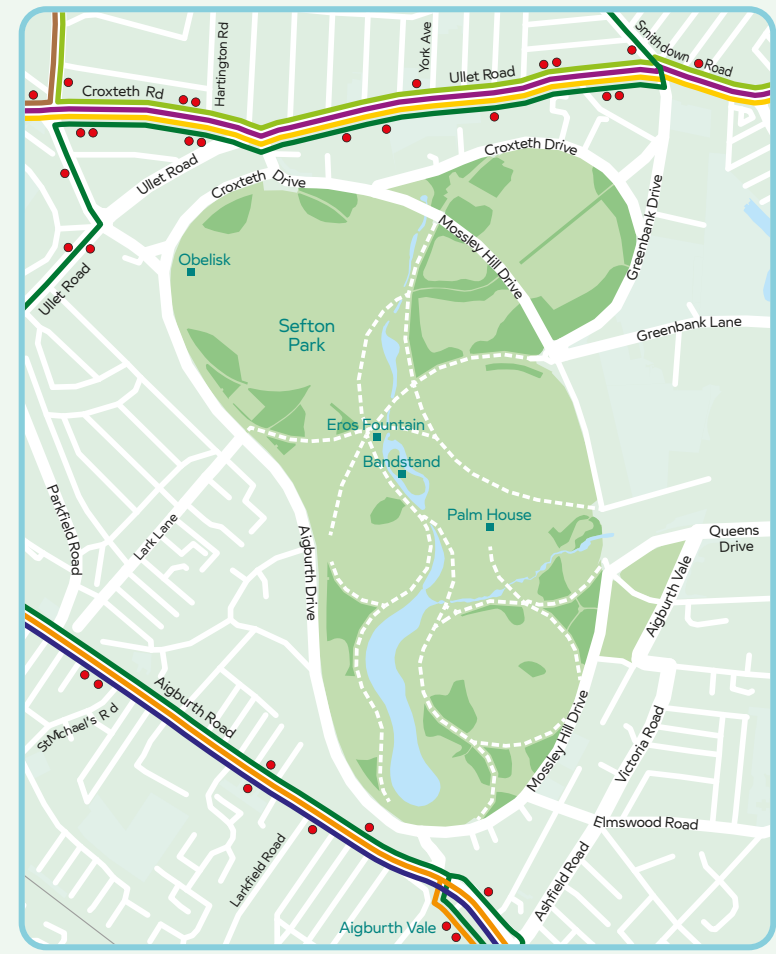 Smithdown Road
Hartington Rd
York Ave
Ullet Road
Croxteth Rd
Croxteth Drive
Ullet Road
Croxteth Drive
Greenbank Drive
Mossley Hill Drive
Obelisk
Ullet Road
Sefton
Park
Greenbank Lane
Eros Fountain
Bandstand
Palm House
Parkfield Road
Lark Lane
Aigburth Drive
Queens
Drive
Aigburth Vale
Aigburth Road
StMichael's Rd
Mossley Hill Drive
Victoria Road
Elmswood Road
Larkfield Road
Ashfield Road
Aigburth Vale